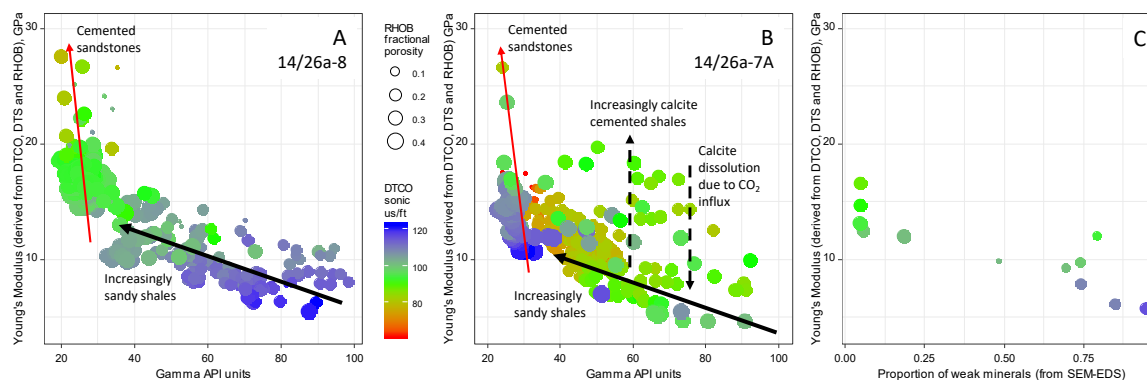 Young's Modulus (derived from DTCO, DTS and RHOB), GPa
30
20
10
Cemented
sandstones
A
14/26a-8
Increasingly
sandy shales
20
40
60
80
100
Gamma API units
RHOB
fractional
porosity
0.1
0.2
0.3
0.4
DTCO
sonic
us/ft
120
100
80
Young's Modulus (derived from DTCO, DTS and RHOB) GPa
30
20
10
Cemented
sandstones
B
14/26a-7A
Increasingly calcite
cemented shales
Calcite
dissolution
due to CO₂
influx
Increasingly
sandy shales
20
40
60
80
100
Gamma API units
Young's Modulus (derived from DTCO, DTS and RHOB) GPa
30
20
10
C
0.00
0.25
0.50
0.75
Proportion of weak minerals (from SEM-EDS)